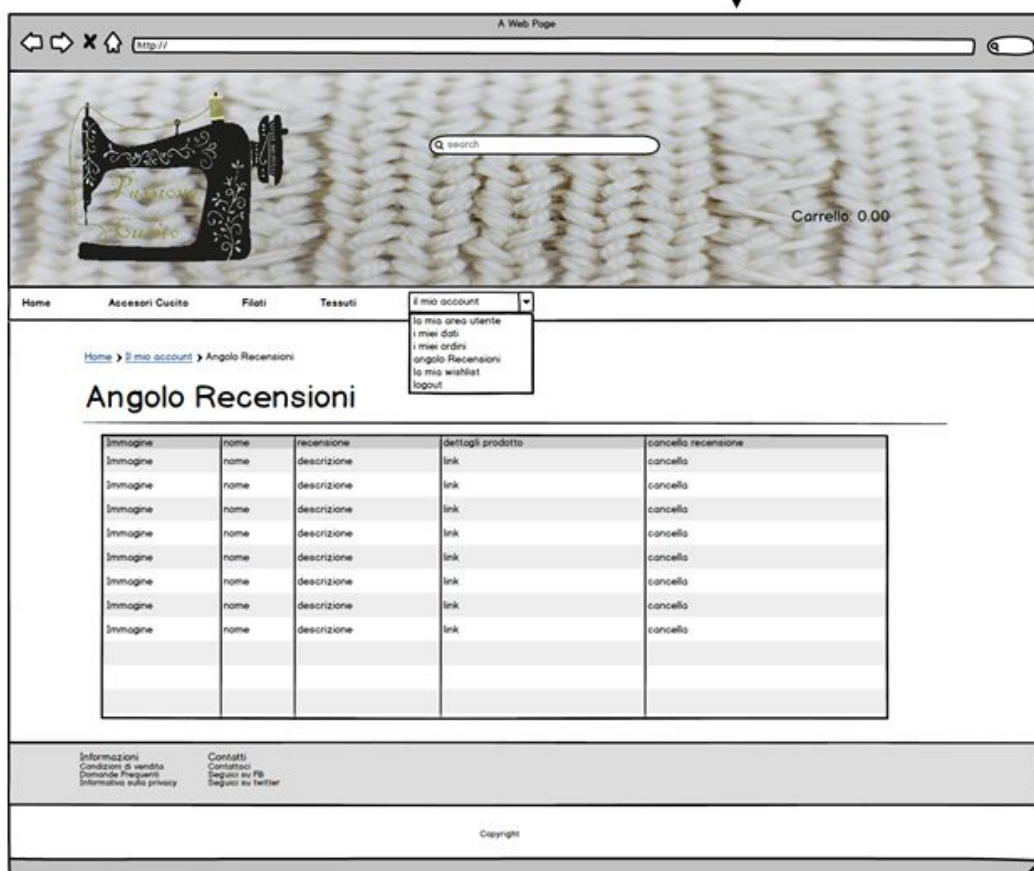 A Web Page
http://
search
Passione
Cucito
Carrello: 0.00
Home Accesori Cucito Filati Tessuti il mio account
la mia area utente
i miei dati
i miei ordini
angolo Recensioni
la mia wishlist
logout
Home Il mio account Angolo Recensioni
Angolo Recensioni
Immagine nome recensione dettagli prodotto cancella recensione
Immagine nome descrizione link cancella
Immagine nome descrizione link cancella
Immagine nome descrizione link cancella
Immagine nome descrizione link cancella
Immagine nome descrizione link cancella
Immagine nome descrizione link cancella
Immagine nome descrizione link cancella
Immagine nome descrizione link cancella
Informazioni
Condizioni di vendita
Domande Frequenti
Informativa sulla privacy
Contatti
Contattaci
Seguici su FB
Seguici su twitter
Copyright